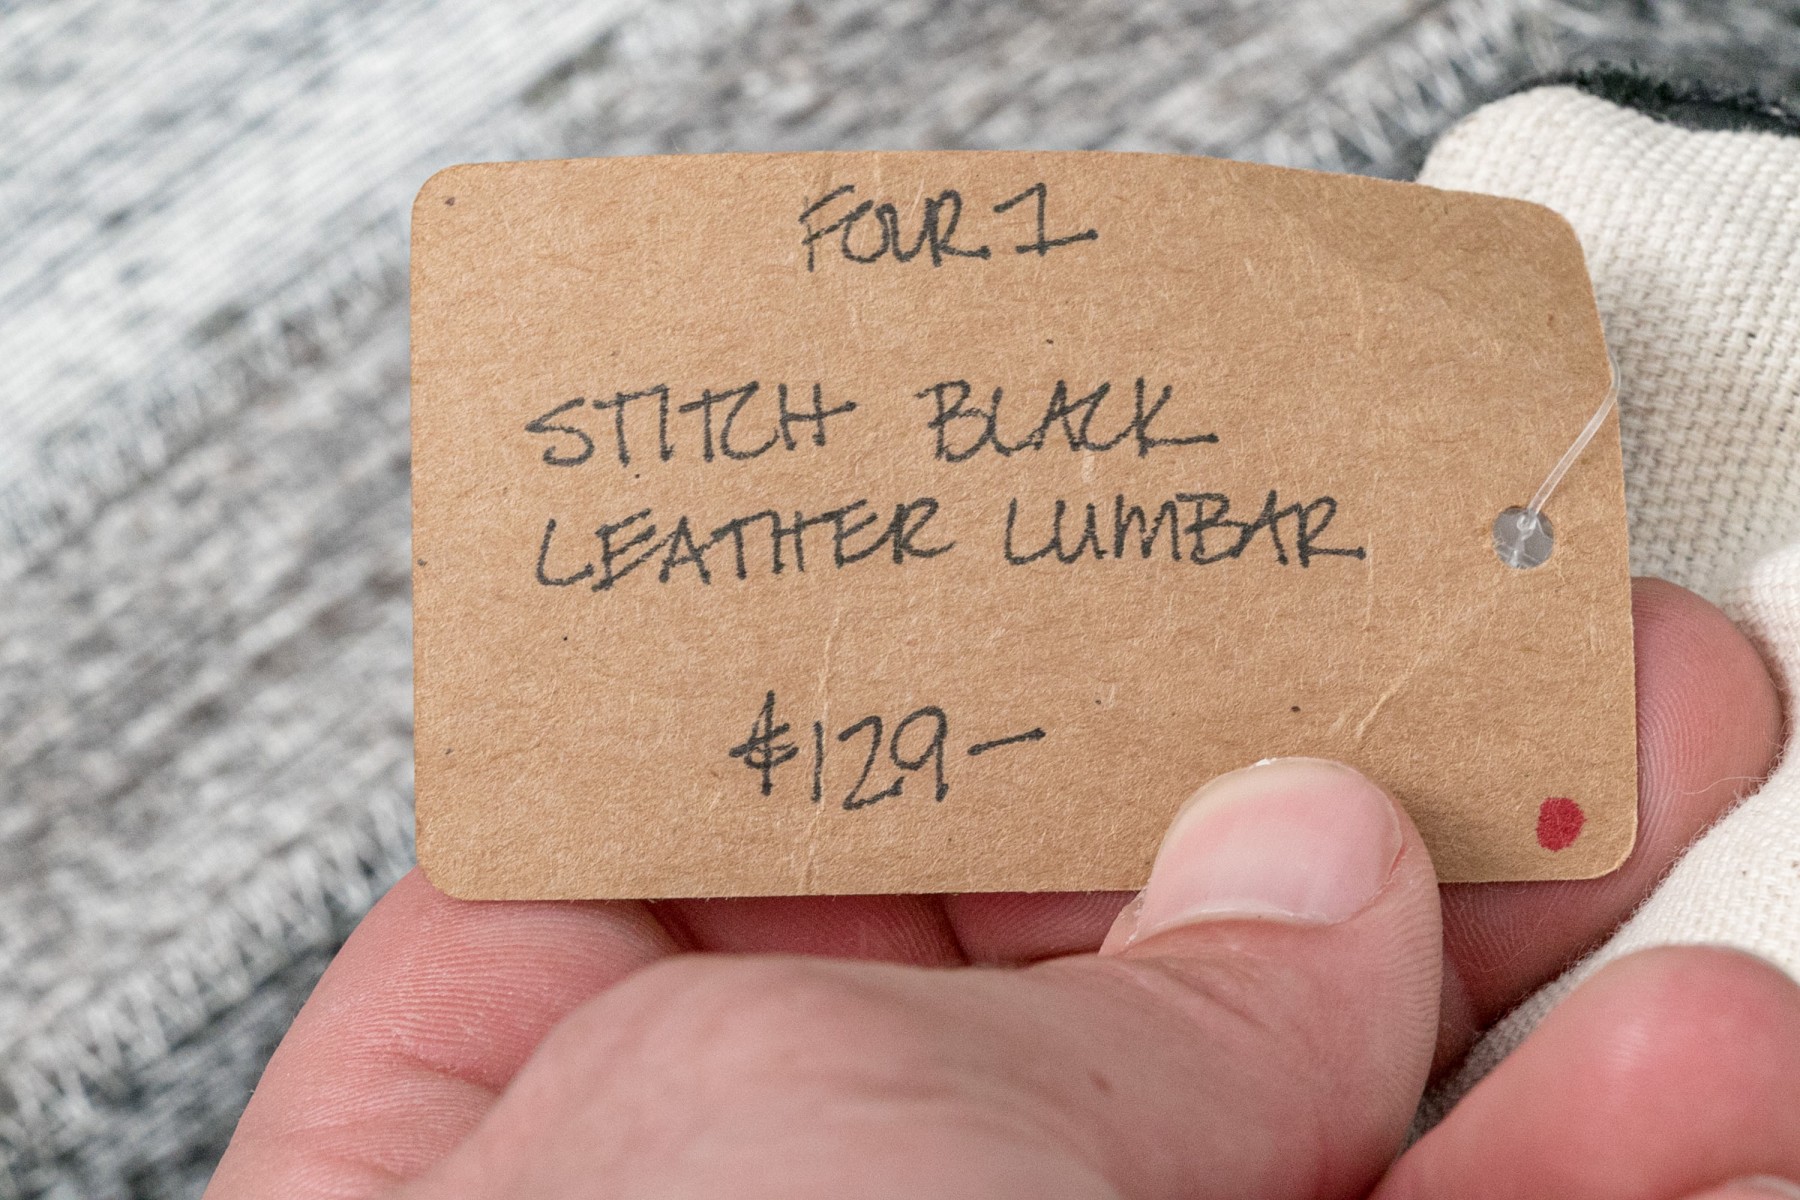 FOUR 1
STITCH BLACK
LEATHER LUMBAR
$129-